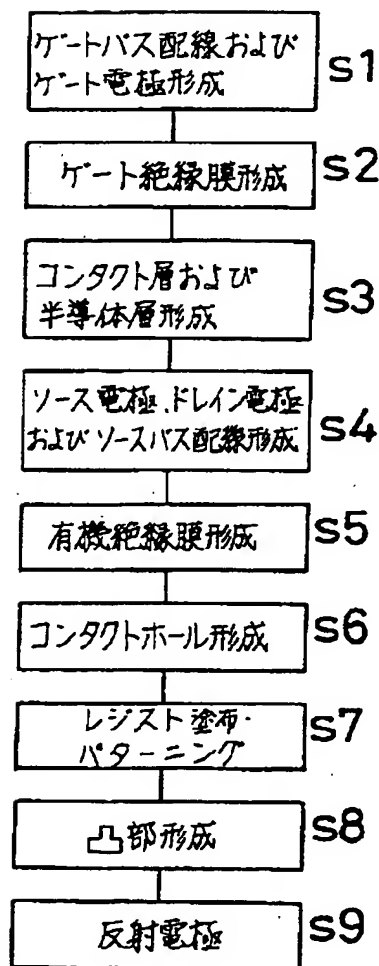 ゲートバス配線および
ゲート電極形成
S1
ゲート絶縁膜形成
S2
コンタクト層および
半導体層形成
S3
ソース電極、ドレイン電極
およびソースバス配線形成
S4
有機絶縁膜形成
S5
コンタクトホール形成
S6
レジスト塗布・
パターニング
S7
凸部形成
S8
反射電極
S9